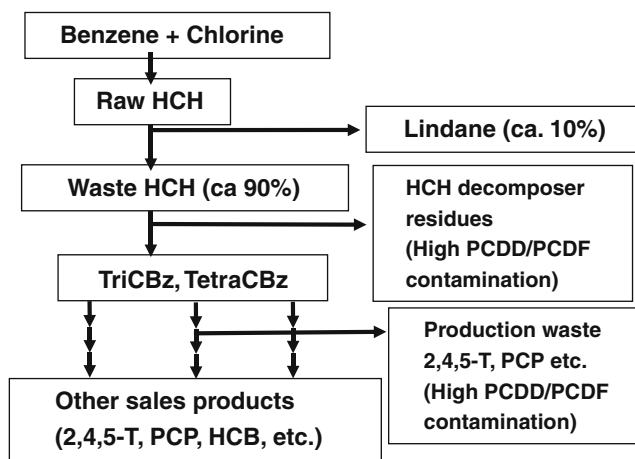 Benzene + Chlorine
Raw HCH
Lindane (ca. 10%)
Waste HCH (ca 90%)
HCH decomposer
residues
(High PCDD/PCDF
contamination)
TriCBz, TetraCBz
Production waste
2,4,5-T, PCP etc.
(High PCDD/PCDF
contamination)
Other sales products
(2,4,5-T, PCP, HCB, etc.)